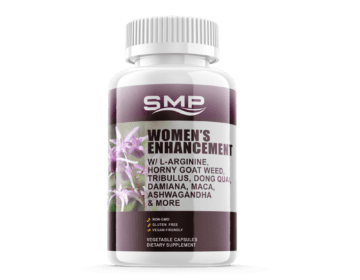 SMP
WOMEN'S
ENHANCEMENT
W/ L-ARGININE,
HORNY GOAT WEED,
TRIBULUS, DONG QUAI,
DAMIANA, MACA,
ASHWAGANDHA
& MORE
NON-GMO
GLUTEN FREE
VEGAN FRIENDLY
VEGETABLE CAPSULES
DIETARY SUPPLEMENT